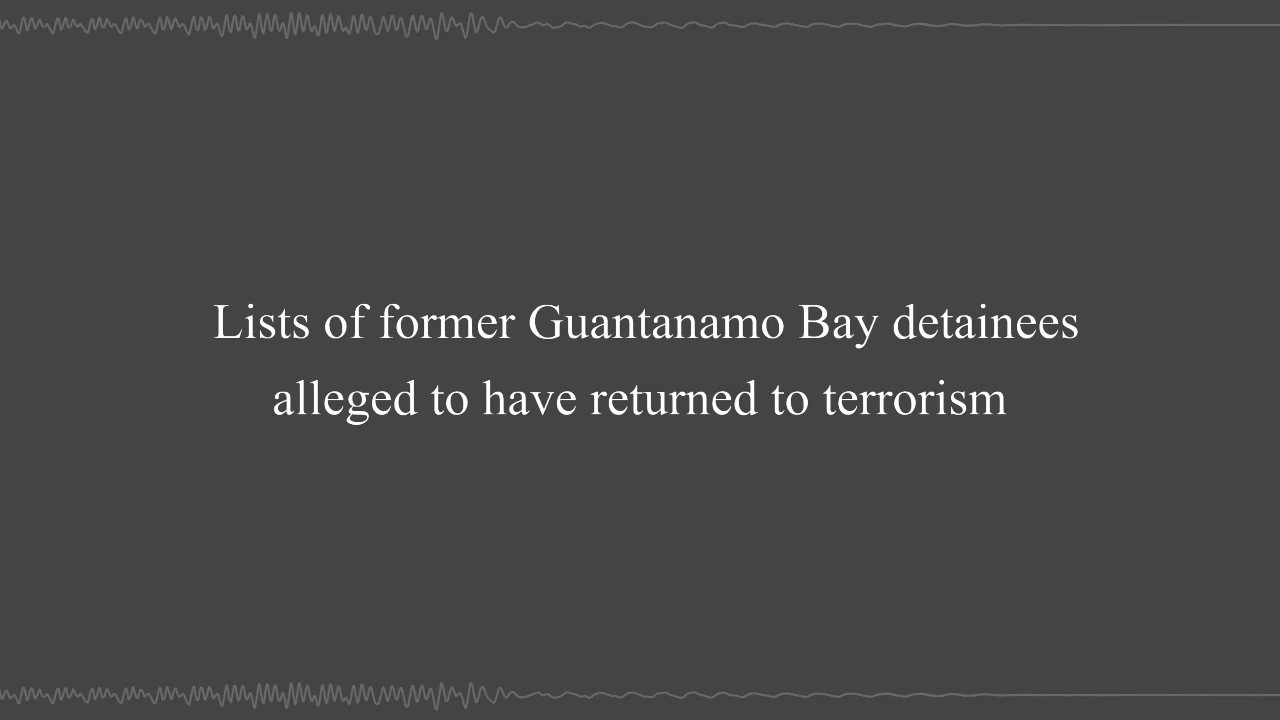 Lists of former Guantanamo Bay detainees
alleged to have returned to terrorism